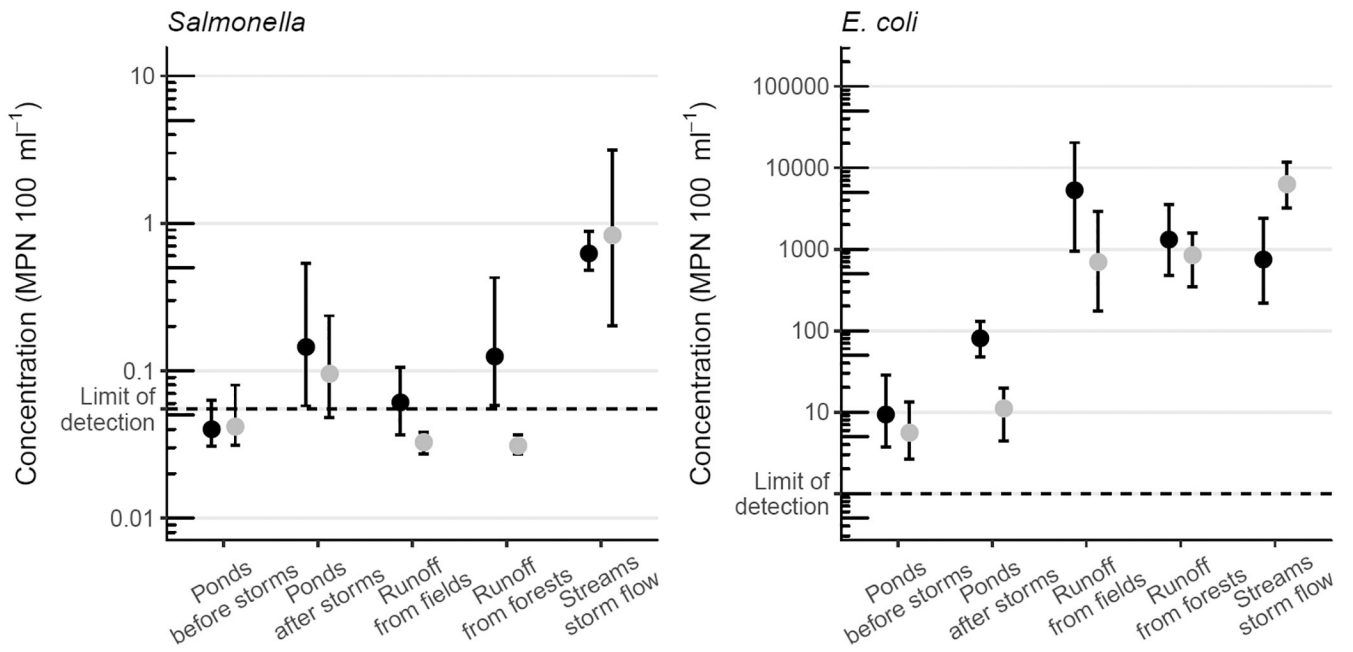 Salmonella
Concentration (MPN 100 ml⁻¹)
10
1
0.1
Limit of
detection
0.01
Ponds
before storms
Ponds
after storms
Runoff
from fields
Runoff
from forests
Streams
storm flow
E. coli
Concentration (MPN 100 ml⁻¹)
100000
10000
1000
100
10
Limit of
detection
Ponds
before storms
Ponds
after storms
Runoff
from fields
Runoff
from forests
Streams
storm flow